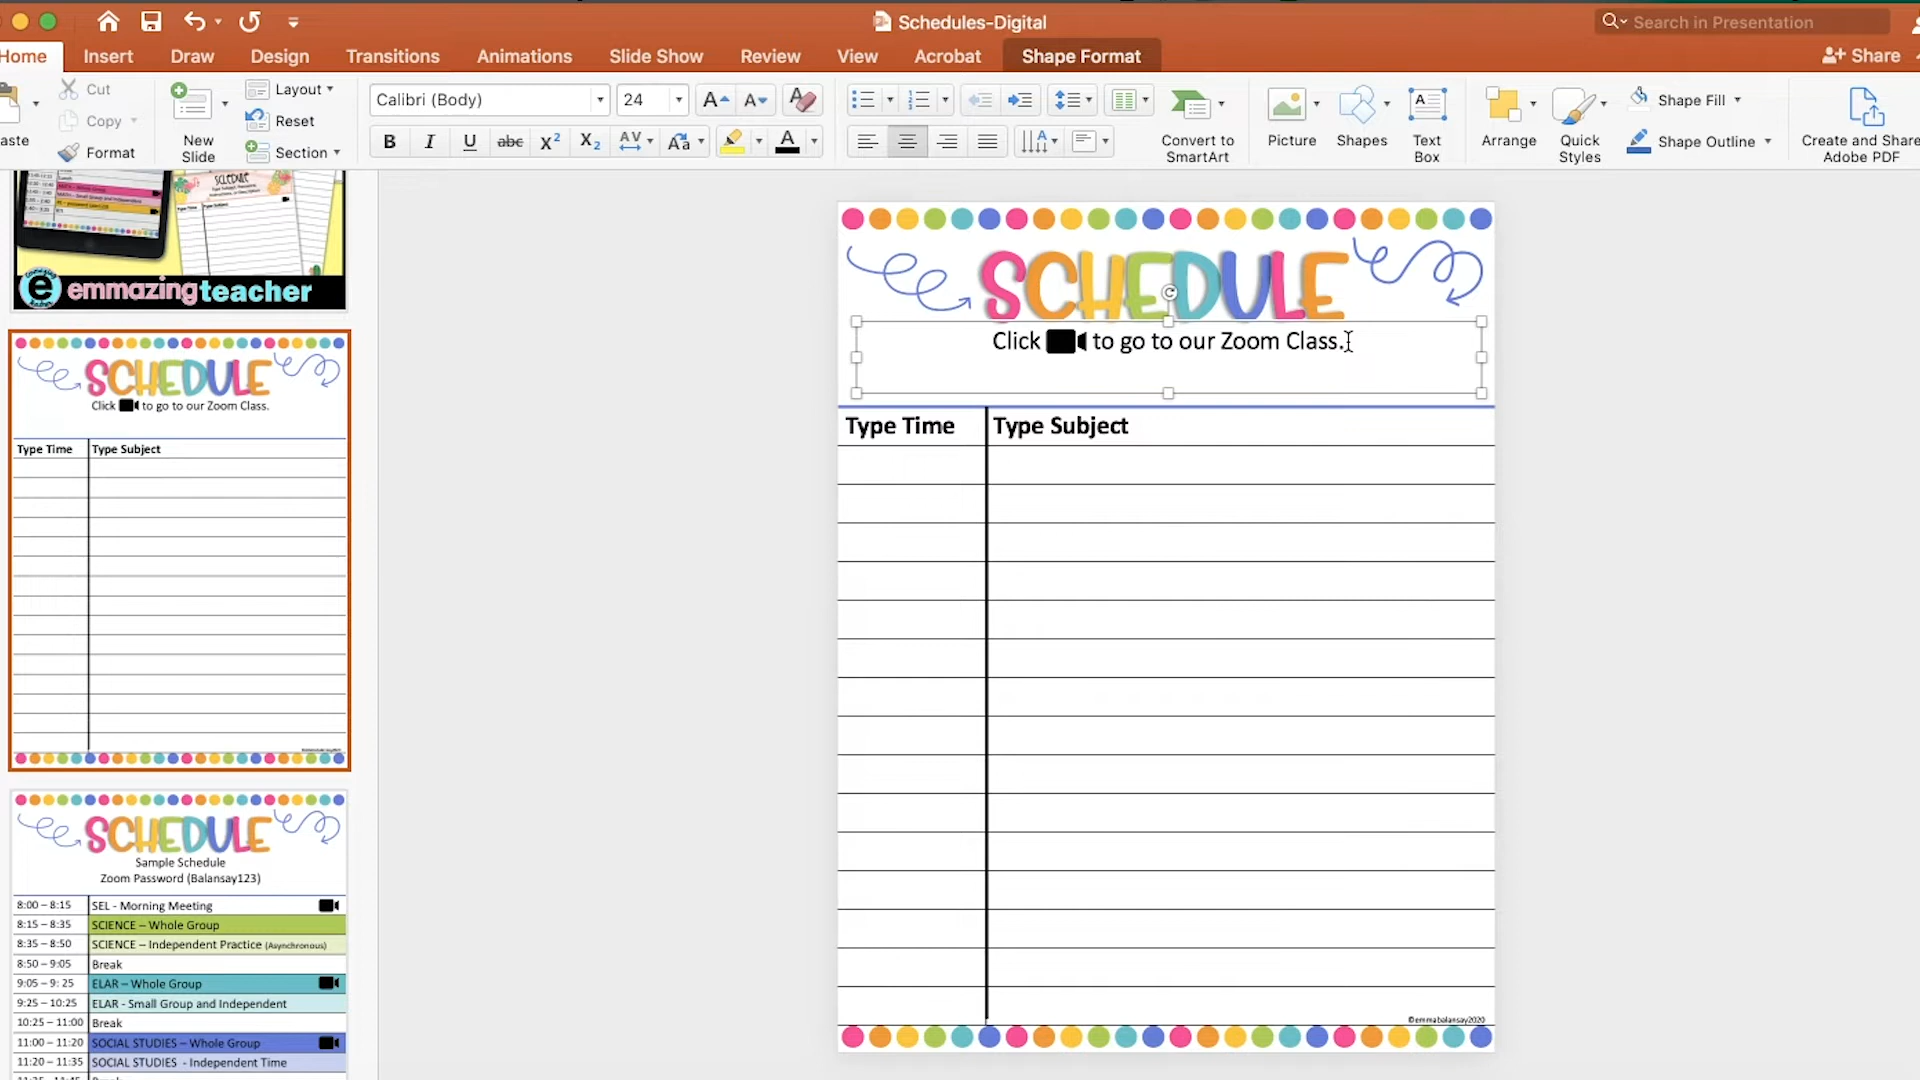 Schedules-Digital
Search in Presentation
Home Insert Draw Design Transitions Animations Slide Show Review View Acrobat Shape Format
Share
Cut
Copy
Format
New Slide
Layout
Reset
Section
Calibri (Body)
24
Convert to SmartArt
Picture
Shapes
Text Box
Arrange
Quick Styles
Shape Fill
Shape Outline
Create and Share
Adobe PDF
emmazingteacher
SCHEDULE
Click to go to our Zoom Class.
Type Time Type Subject
SCHEDULE
Sample Schedule
Zoom Password (Balansay123)
8:00 – 8:15 SEL - Morning Meeting
8:15 – 8:35 SCIENCE – Whole Group
8:35 – 8:50 SCIENCE – Independent Practice (Asynchronous)
8:50 – 9:05 Break
9:05 – 9: 25 ELAR – Whole Group
9:25 – 10:25 ELAR - Small Group and Independent
10:25 – 11:00 Break
11:00 – 11:20 SOCIAL STUDIES – Whole Group
11:20 – 11:35 SOCIAL STUDIES - Independent Time
SCHEDULE
Click to go to our Zoom Class.
Type Time Type Subject
©emmabalansay2020